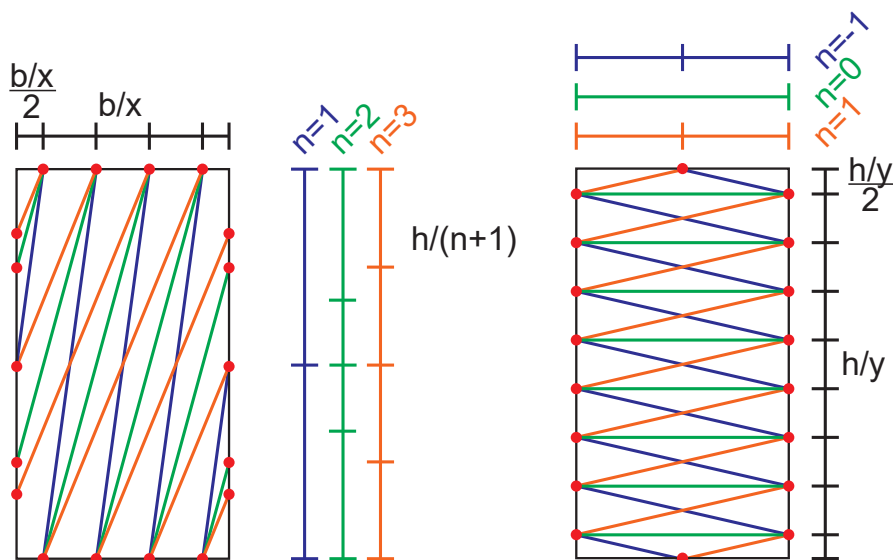 b/x
2
b/x
n=1
n=2
n=3
h/(n+1)
n=-1
n=0
n=1
h/y
2
h/y